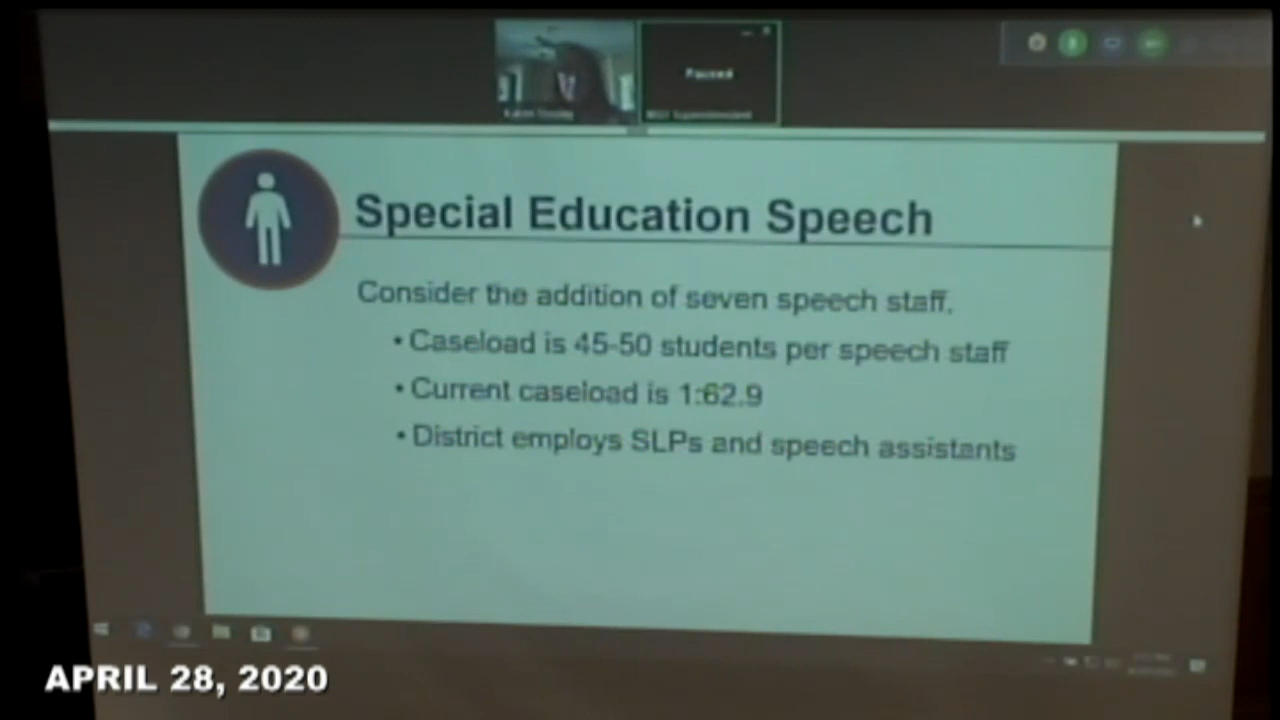 Paused
Special Education Speech
Consider the addition of seven speech staff.
• Caseload is 45-50 students per speech staff
• Current caseload is 1:62.9
• District employs SLPs and speech assistants
APRIL 28, 2020